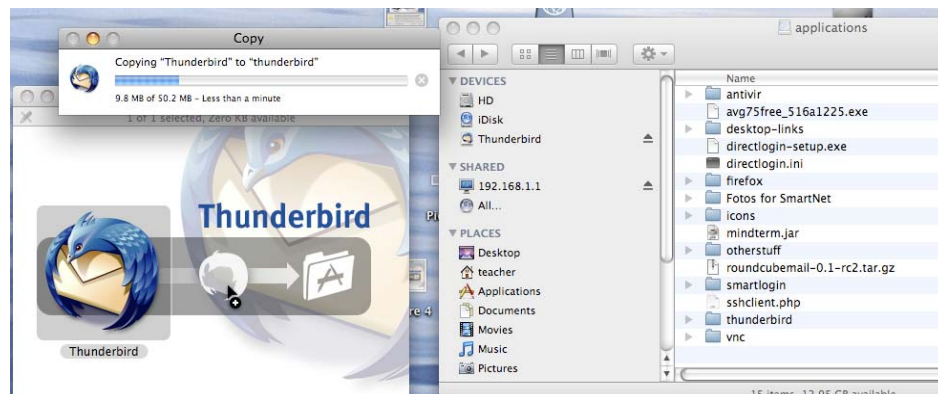 Copy
Copying "Thunderbird" to "thunderbird"
9.8 MB of 50.2 MB – Less than a minute
1 of 1 selected, Zero KB available
Thunderbird
Thunderbird
applications
DEVICES
HD
iDisk
Thunderbird
SHARED
192.168.1.1
All...
PLACES
Desktop
teacher
Applications
Documents
Movies
Music
Pictures
Name
antivir
avg75free_516a1225.exe
desktop-links
directlogin-setup.exe
directlogin.ini
firefox
Fotos for SmartNet
icons
mindterm.jar
otherstuff
roundcubemail-0.1-rc2.tar.gz
smartlogin
sshclient.php
thunderbird
vnc
15 items, 12.95 GB available